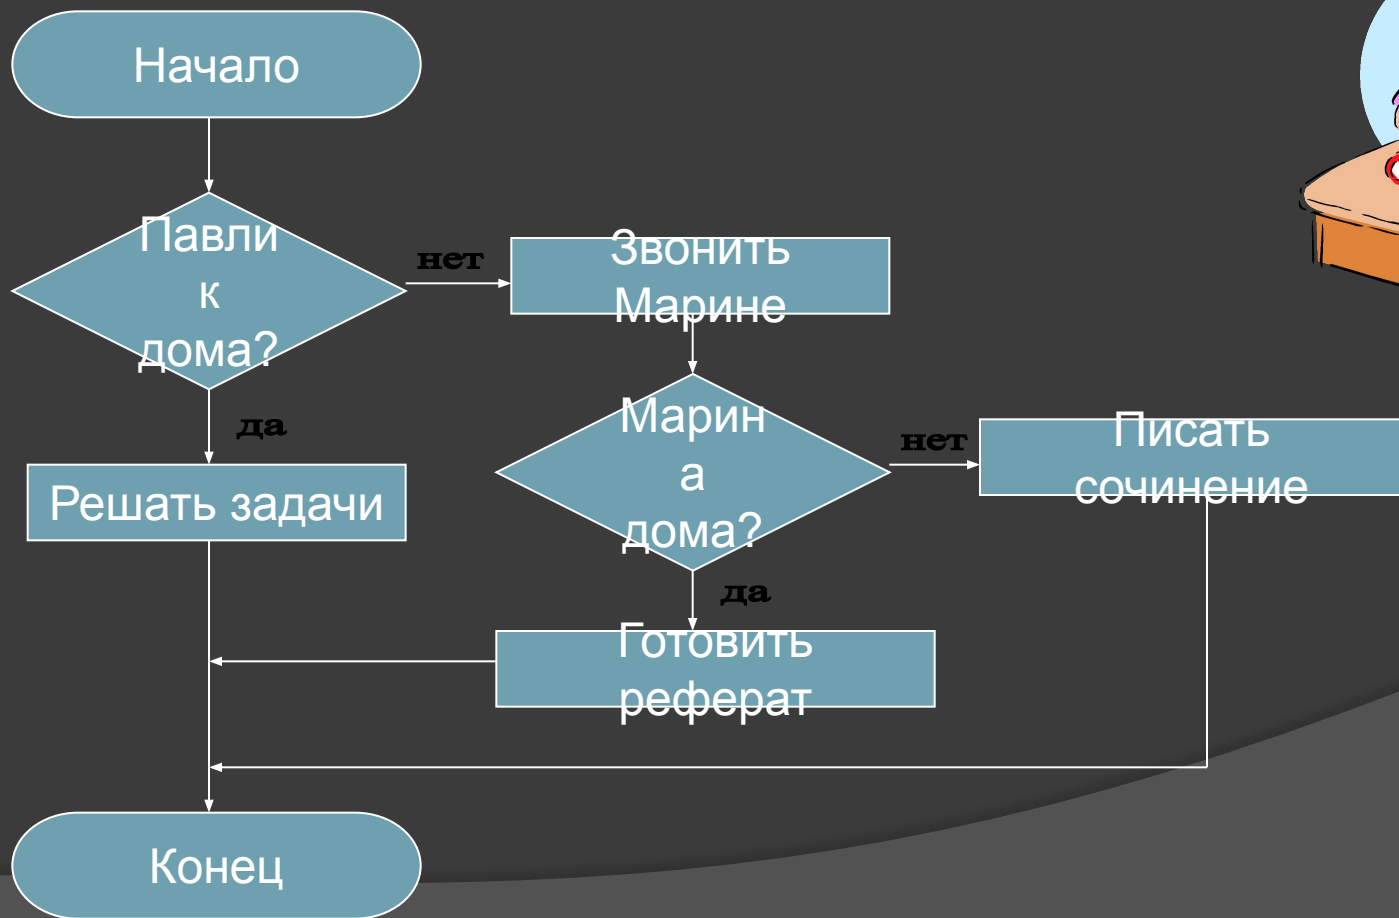 Начало
Павли
к
дома?
нет
Звонить
Марине
да
Решать задачи
Марин
а
дома?
нет
Писать
сочинение
да
Готовить
реферат
Конец